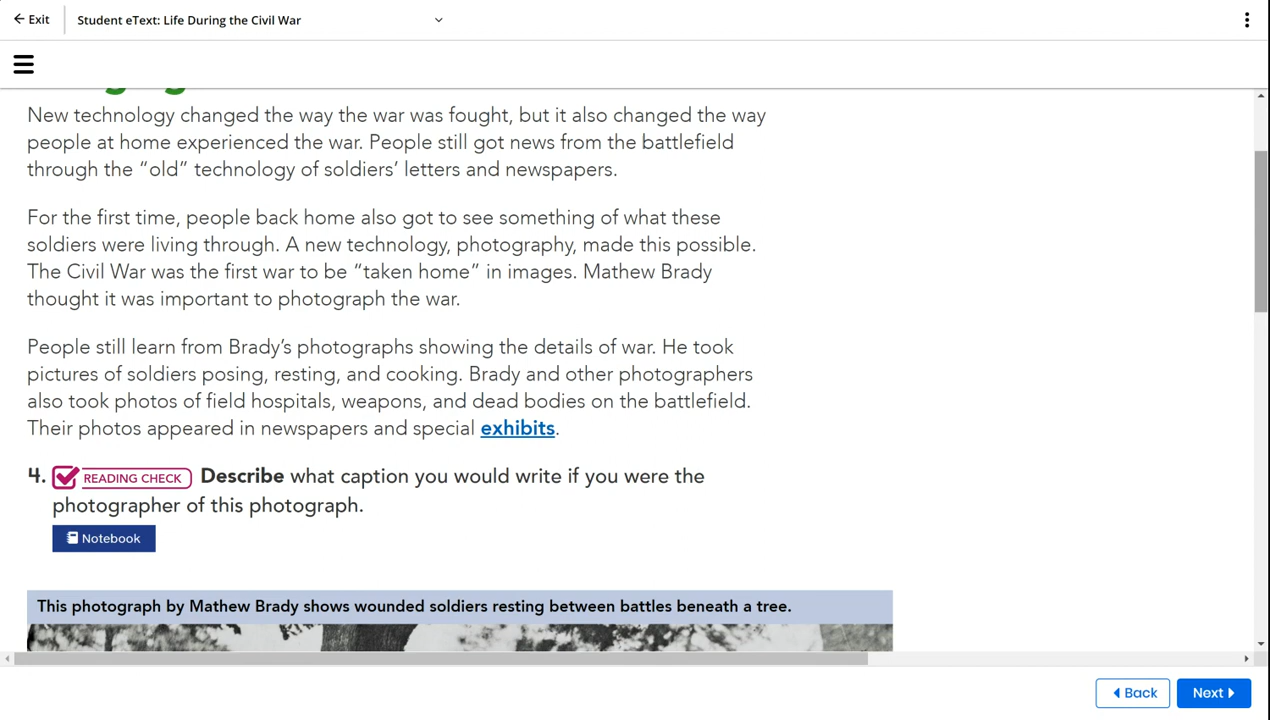 Exit
Student eText: Life During the Civil War
New technology changed the way the war was fought, but it also changed the way
people at home experienced the war. People still got news from the battlefield
through the “old” technology of soldiers’ letters and newspapers.
For the first time, people back home also got to see something of what these
soldiers were living through. A new technology, photography, made this possible.
The Civil War was the first war to be “taken home” in images. Mathew Brady
thought it was important to photograph the war.
People still learn from Brady’s photographs showing the details of war. He took
pictures of soldiers posing, resting, and cooking. Brady and other photographers
also took photos of field hospitals, weapons, and dead bodies on the battlefield.
Their photos appeared in newspapers and special exhibits.
4. READING CHECK Describe what caption you would write if you were the
photographer of this photograph.
Notebook
This photograph by Mathew Brady shows wounded soldiers resting between battles beneath a tree.
Back
Next